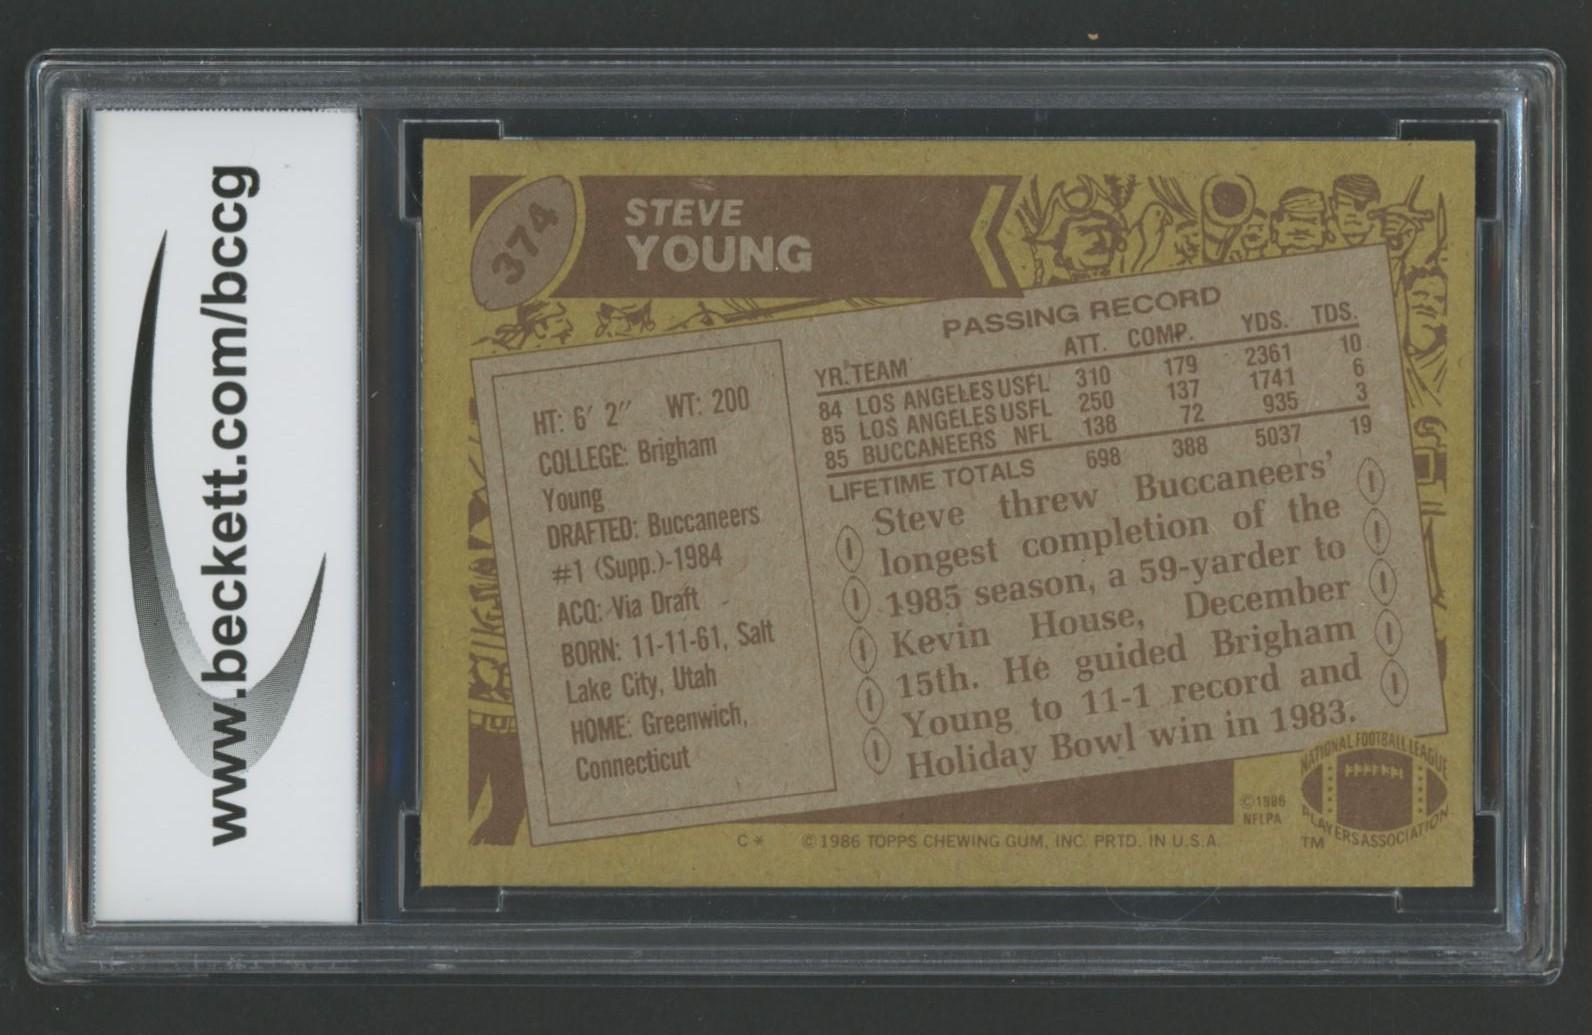 www.beckett.com/bccg
374
STEVE
YOUNG
HT: 6′ 2″ WT: 200
COLLEGE: Brigham
Young
DRAFTED: Buccaneers
#1 (Supp.)-1984
ACQ: Via Draft
BORN: 11-11-61, Salt
Lake City, Utah
HOME: Greenwich,
Connecticut
PASSING RECORD
YR. TEAM ATT. COMP. YDS. TDS.
84 LOS ANGELES USFL 310 179 2361 10
85 LOS ANGELES USFL 250 137 1741 6
85 BUCCANEERS NFL 138 72 935 3
LIFETIME TOTALS 698 388 5037 19
Steve threw Buccaneers'
longest completion of the
1985 season, a 59-yarder to
Kevin House, December
15th. He guided Brigham
Young to 11-1 record and
Holiday Bowl win in 1983.
©1986
NFLPA
NATIONAL FOOTBALL LEAGUE
PLAYERS ASSOCIATION
TM
C* ©1986 TOPPS CHEWING GUM, INC. PRTD. IN U.S.A.